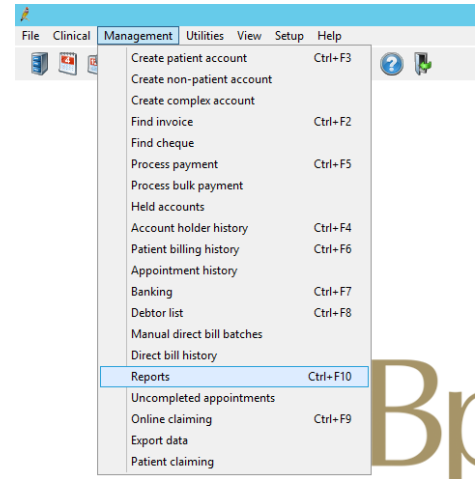 File Clinical Management Utilities View Setup Help
Create patient account Ctrl+F3
Create non-patient account
Create complex account
Find invoice Ctrl+F2
Find cheque
Process payment Ctrl+F5
Process bulk payment
Held accounts
Account holder history Ctrl+F4
Patient billing history Ctrl+F6
Appointment history
Banking Ctrl+F7
Debtor list Ctrl+F8
Manual direct bill batches
Direct bill history
Reports Ctrl+F10
Uncompleted appointments
Online claiming Ctrl+F9
Export data
Patient claiming
Bp